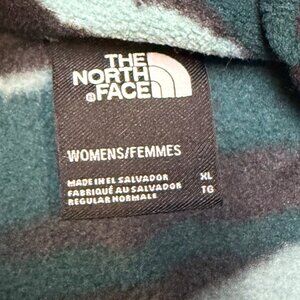 THE
NORTH
FACE
WOMENS/FEMMES
MADE IN EL SALVADOR XL
FABRIQUÉ AU SALVADOR TG
REGULAR NORMALE